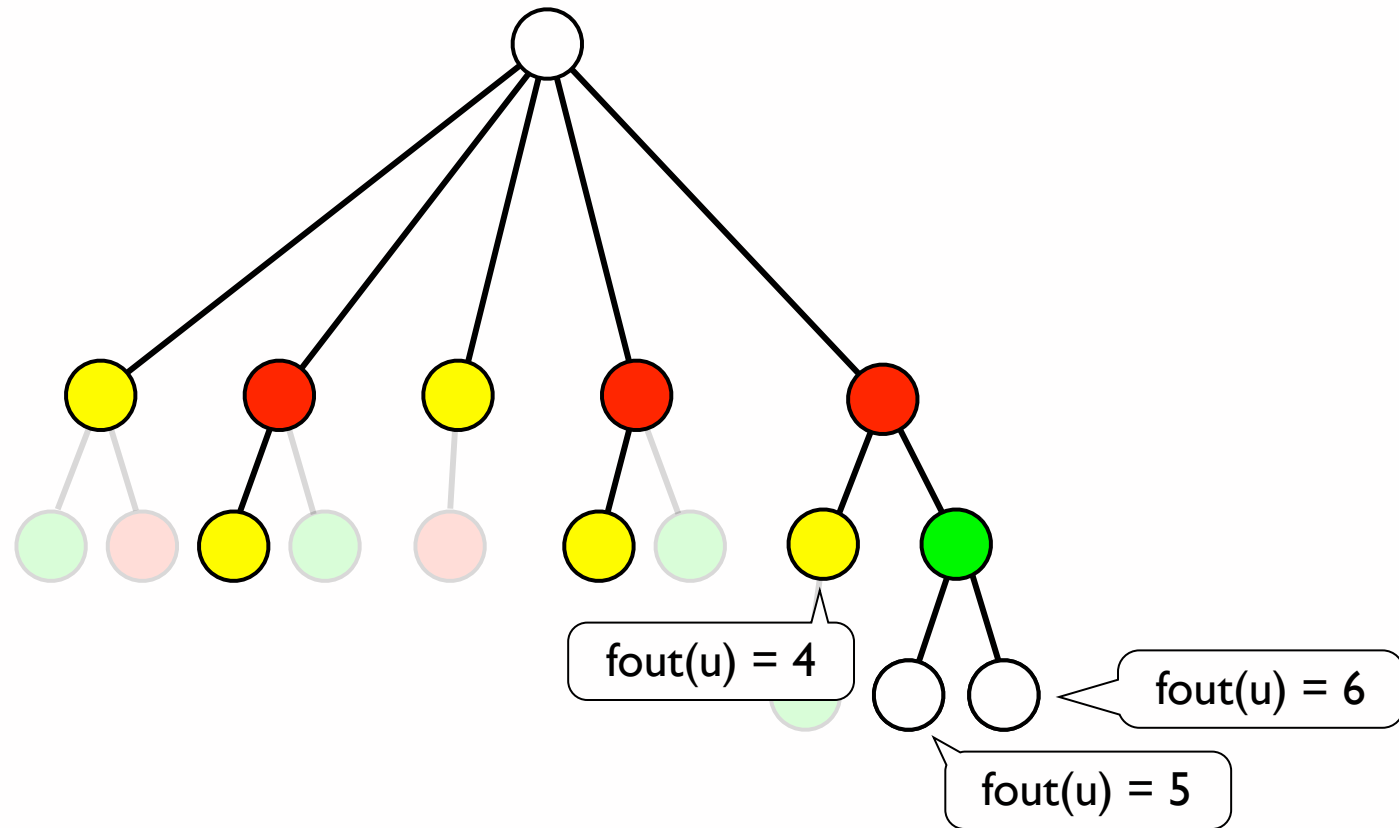 fout(u) = 4
fout(u) = 6
fout(u) = 5